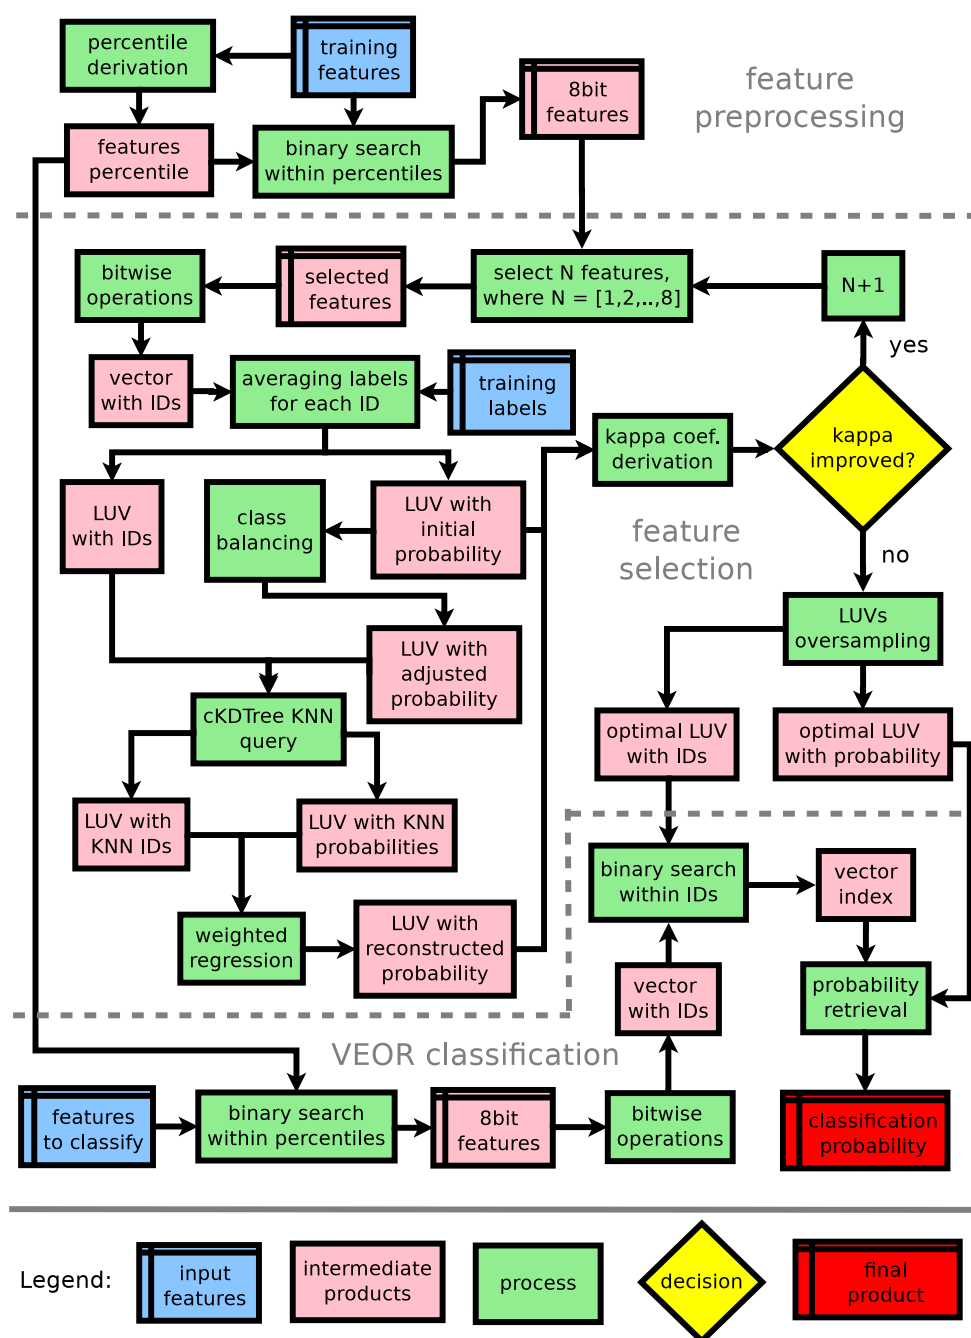 percentile
derivation
training
features
8bit
features
feature
preprocessing
features
percentile
binary search
within percentiles
bitwise
operations
selected
features
select N features,
where N = [1,2,..,8]
N+1
yes
vector
with IDs
averaging labels
for each ID
training
labels
kappa coef.
derivation
kappa
improved?
LUV
with IDs
class
balancing
LUV with
initial
probability
feature
selection
no
LUVs
oversampling
LUV with
adjusted
probability
cKDTree KNN
query
optimal LUV
with IDs
optimal LUV
with probability
LUV with
KNN IDs
LUV with KNN
probabilities
binary search
within IDs
vector
index
weighted
regression
LUV with
reconstructed
probability
vector
with IDs
probability
retrieval
VEOR classification
features
to classify
binary search
within percentiles
8bit
features
bitwise
operations
classification
probability
Legend:
input
features
intermediate
products
process
decision
final
product